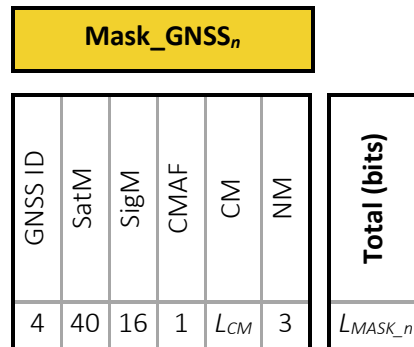 Mask_GNSSn
GNSS ID
SatM
SigM
CMAF
CM
NM
Total (bits)
4 40 16 1 LCM 3 LMASK_n